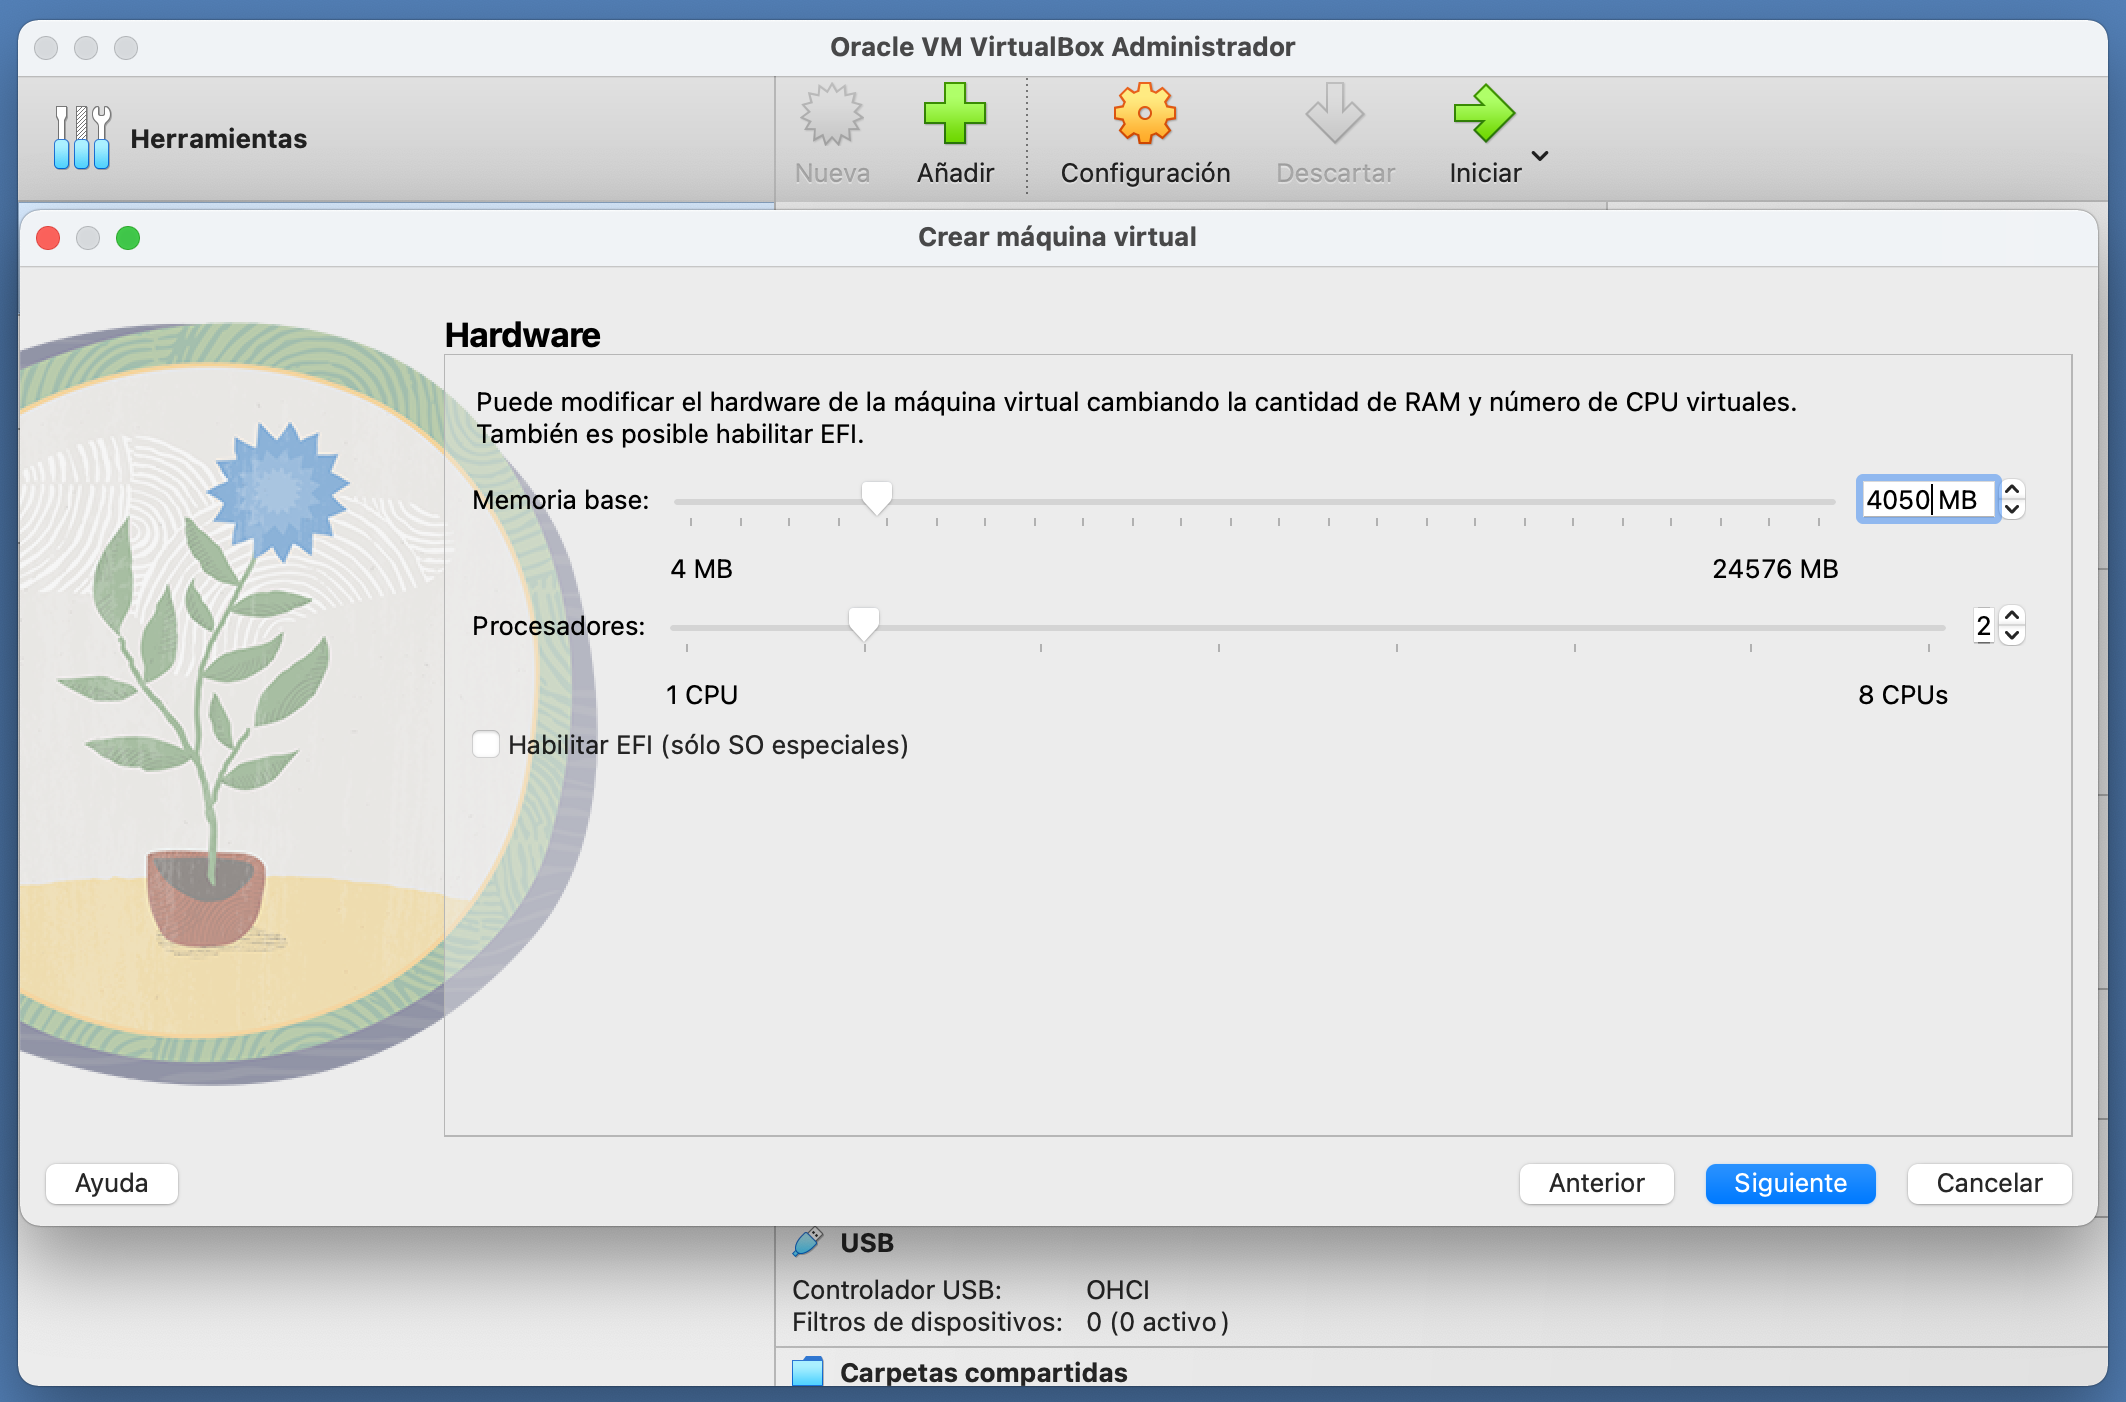 Oracle VM VirtualBox Administrador
Herramientas
Nueva
Añadir
Configuración
Descartar
Iniciar
Crear máquina virtual
Hardware
Puede modificar el hardware de la máquina virtual cambiando la cantidad de RAM y número de CPU virtuales.
También es posible habilitar EFI.
Memoria base:
4050 MB
4 MB
24576 MB
Procesadores:
2
1 CPU
8 CPUs
Habilitar EFI (sólo SO especiales)
Ayuda
Anterior
Siguiente
Cancelar
USB
Controlador USB: OHCI
Filtros de dispositivos: 0 (0 activo)
Carpetas compartidas